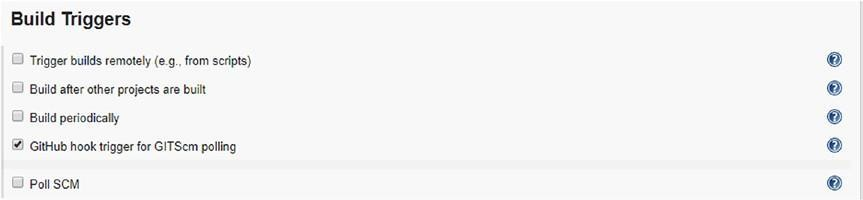 Build Triggers
Trigger builds remotely (e.g., from scripts)
Build after other projects are built
Build periodically
GitHub hook trigger for GITScm polling
Poll SCM